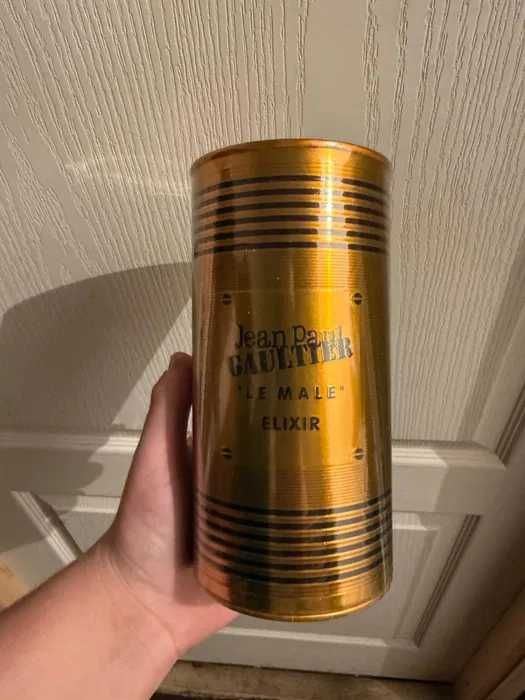 Jean Paul
GAULTIER
"LE MALE"
ELIXIR